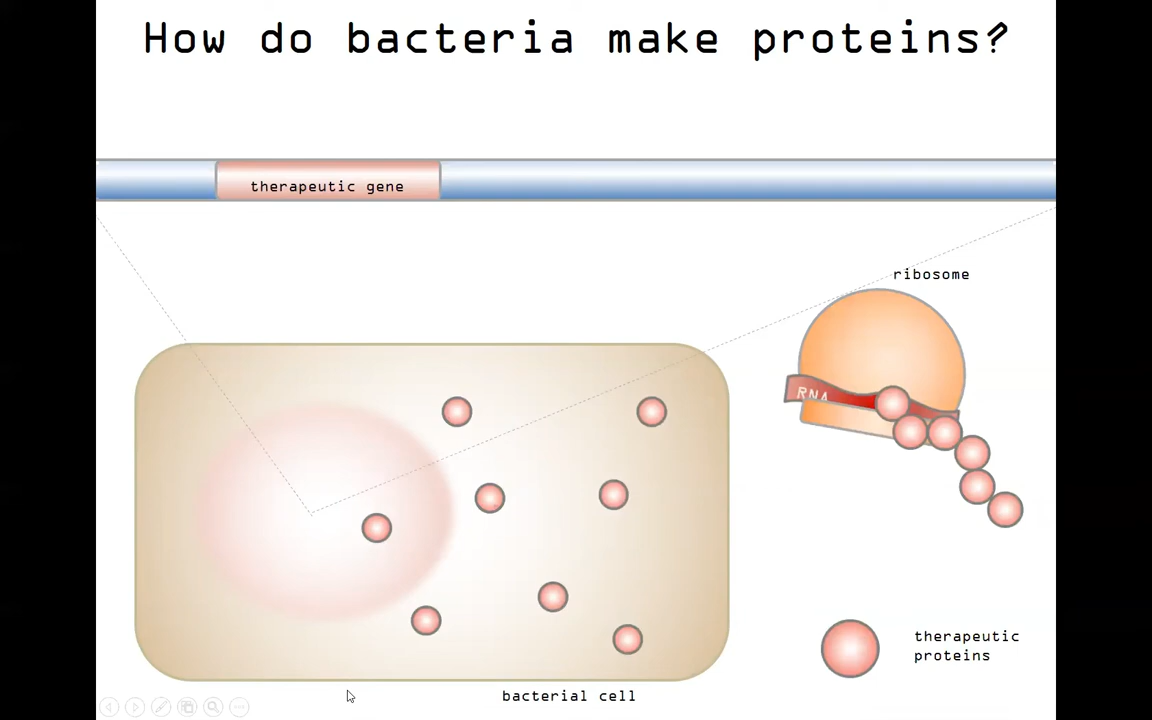 How do bacteria make proteins?
therapeutic gene
ribosome
RNA
therapeutic
proteins
bacterial cell